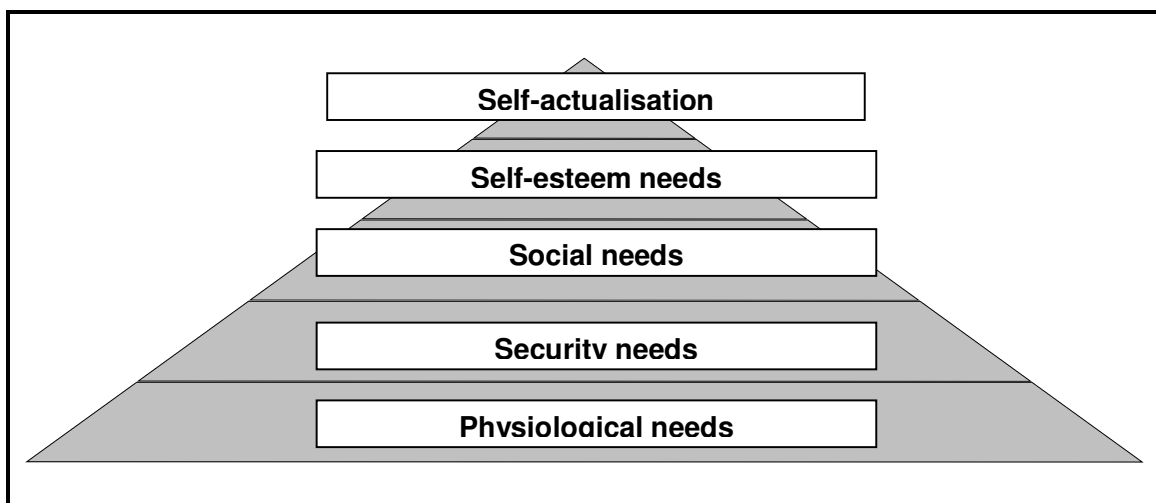 Self-actualisation
Self-esteem needs
Social needs
Security needs
Physiological needs